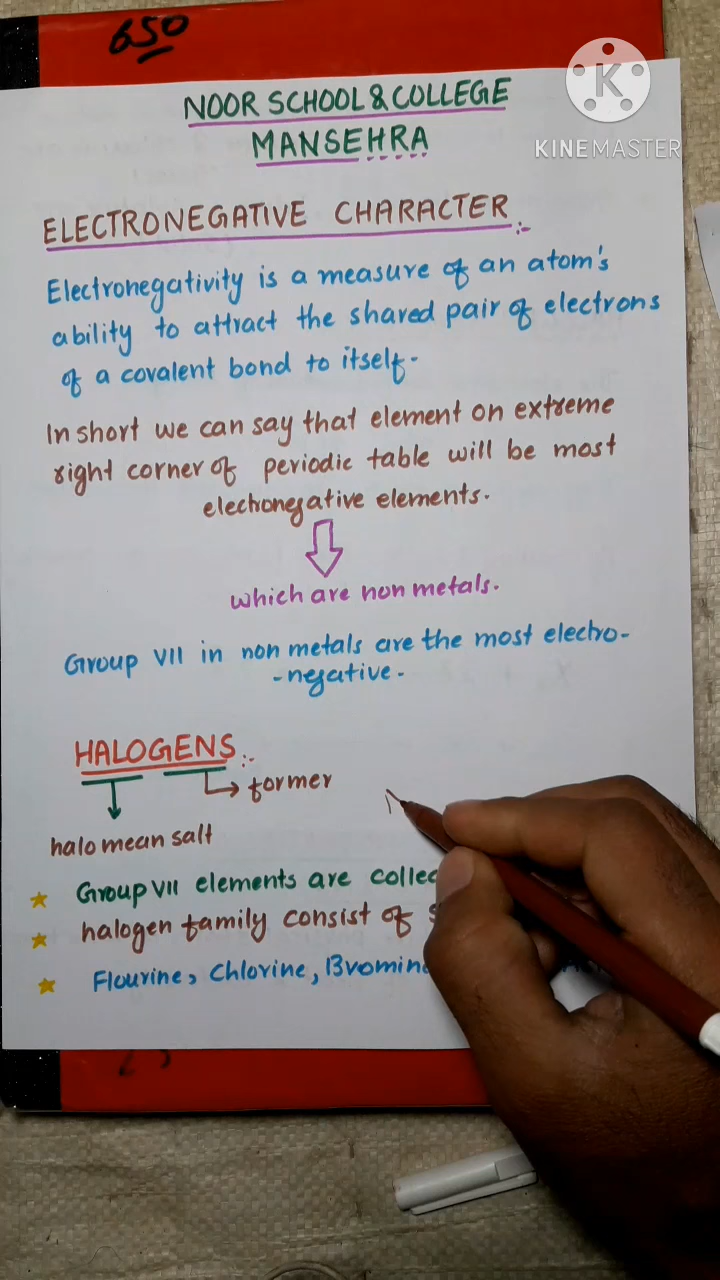 650
K
KINEMASTER
NOOR SCHOOL & COLLEGE
MANSEHRA
ELECTRONEGATIVE CHARACTER :-
Electronegativity is a measure of an atom's
ability to attract the shared pair of electrons
of a covalent bond to itself.
In short we can say that element on extreme
right corner of periodic table will be most
electronegative elements.
which are non metals.
Group VII in non metals are the most electro-
-negative.
HALOGENS :-
former
halo mean salt
Group VII elements are
halogen family consist of
Flourine, Chlorine,